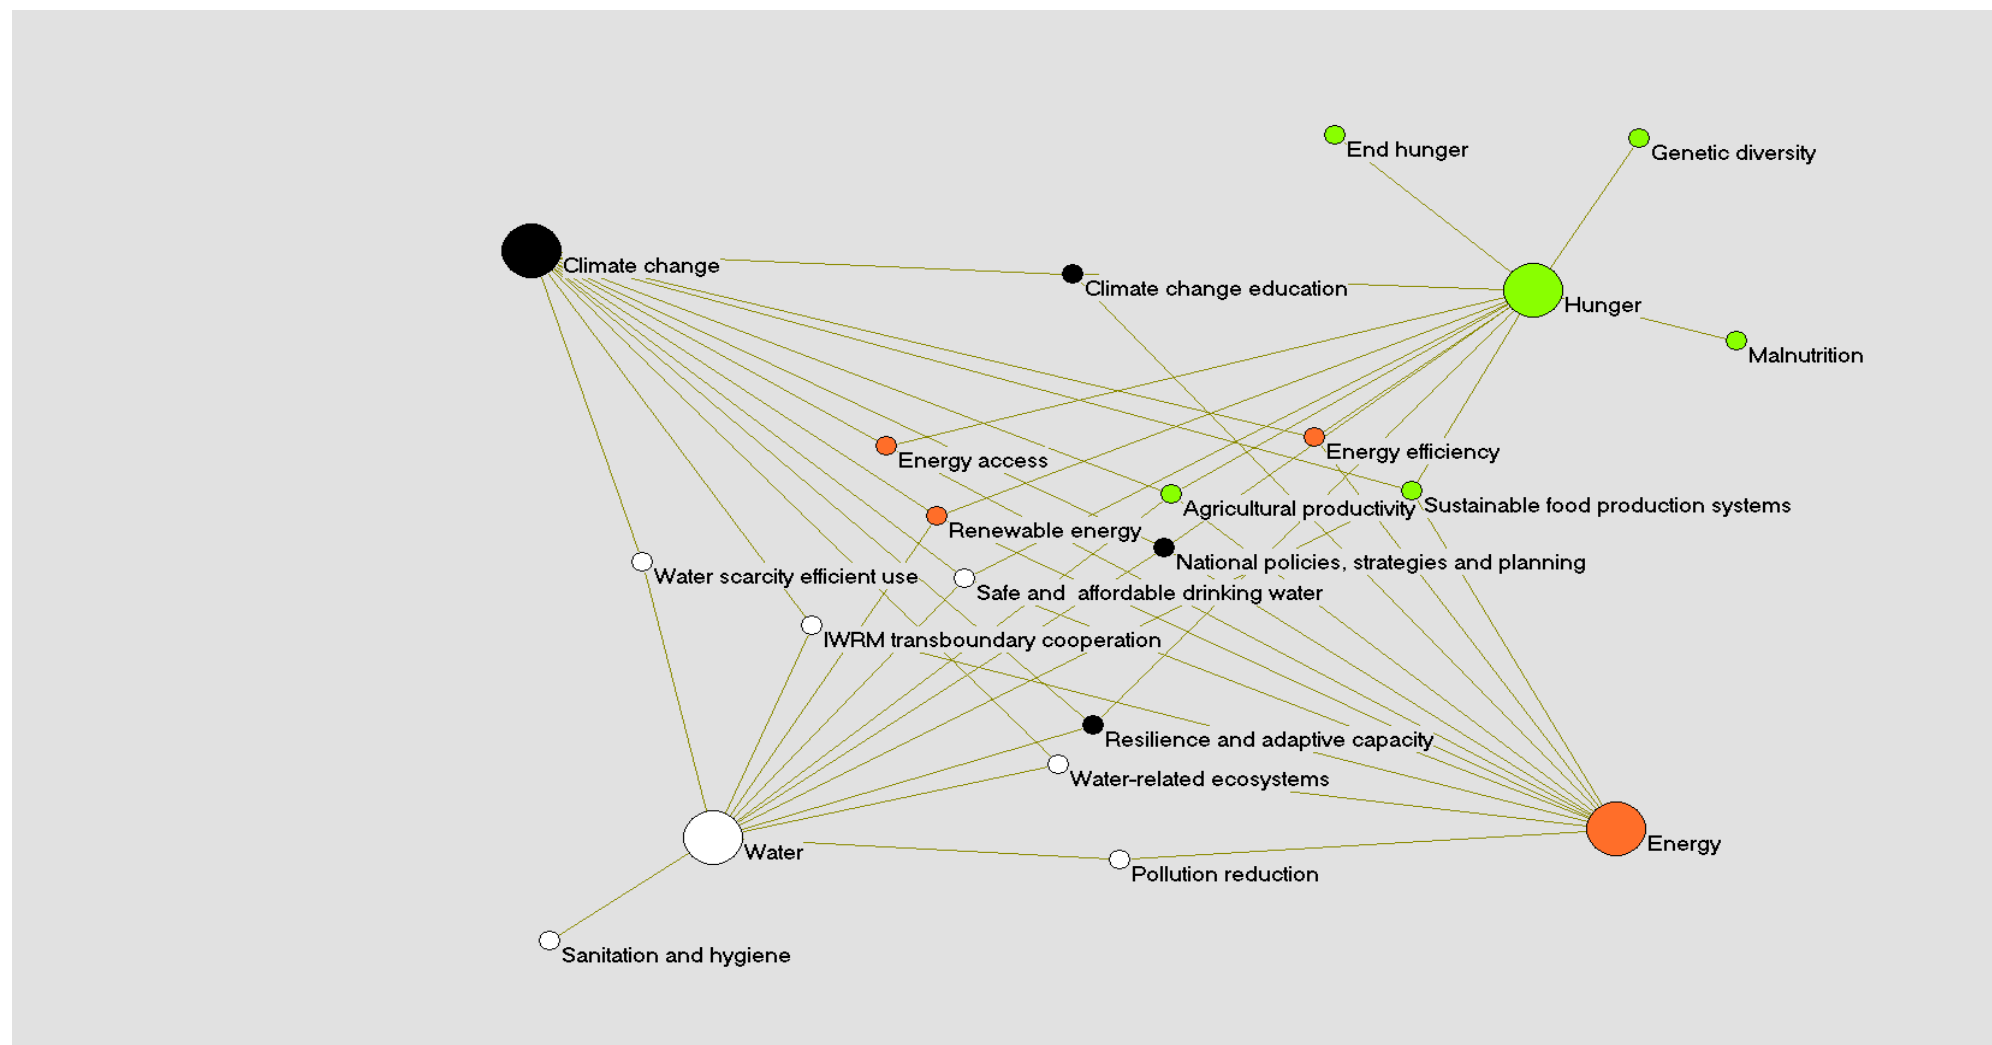 End hunger
Genetic diversity
Climate change
Climate change education
Hunger
Malnutrition
Energy access
Energy efficiency
Agricultural productivity
Sustainable food production systems
Renewable energy
National policies, strategies and planning
Water scarcity efficient use
Safe and  affordable drinking water
IWRM transboundary cooperation
Resilience and adaptive capacity
Water-related ecosystems
Water
Energy
Pollution reduction
Sanitation and hygiene